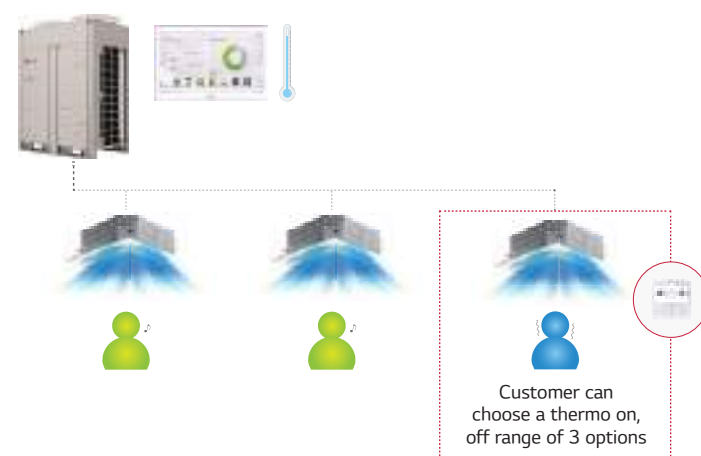 Customer can
choose a thermo on,
off range of 3 options